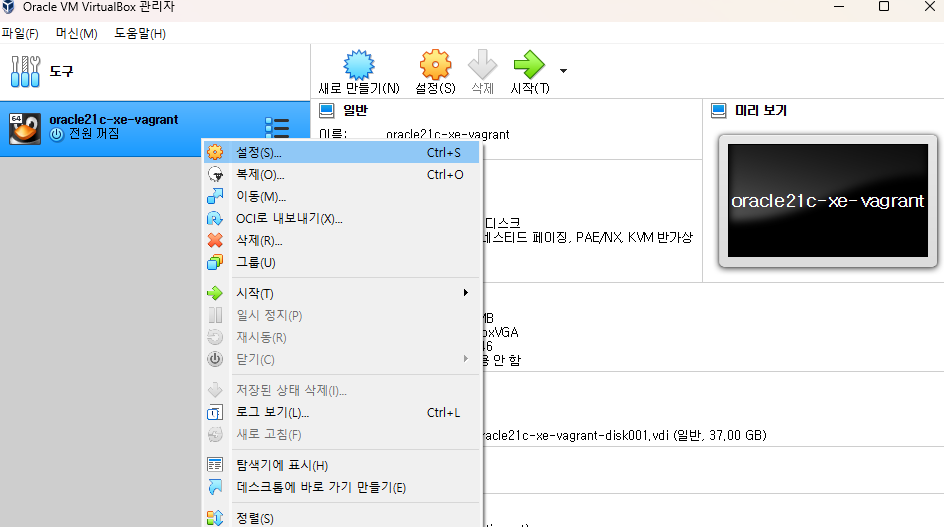 Oracle VM VirtualBox 관리자
파일(F) 머신(M) 도움말(H)
도구
새로 만들기(N) 설정(S) 삭제 시작(T)
64
oracle21c-xe-vagrant
전원 꺼짐
일반
이름: oracle21c-xe-vagrant
미리 보기
oracle21c-xe-vagrant
설정(S)... Ctrl+S
복제(O)... Ctrl+O
이동(M)...
OCI로 내보내기(X)...
삭제(R)...
그룹(U)
시작(T)
일시 정지(P)
재시동(R)
닫기(C)
저장된 상태 삭제(I)...
로그 보기(L)... Ctrl+L
새로 고침(F)
탐색기에 표시(H)
데스크톱에 바로 가기 만들기(E)
정렬(S)
디스크
네스티드 페이징, PAE/NX, KVM 반가상
MB
oxVGA
46
용 안 함
racle21c-xe-vagrant-disk001.vdi (일반, 37.00 GB)